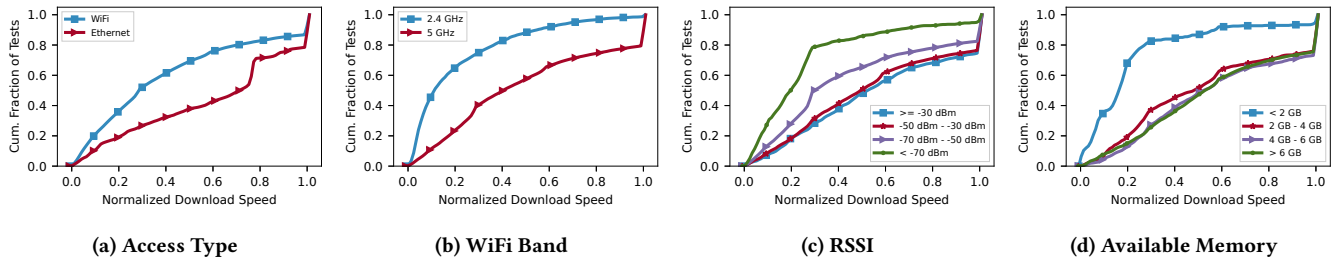 Cum. Fraction of Tests
1.0
0.8
0.6
0.4
0.2
0.0
WiFi
Ethernet
0.0 0.2 0.4 0.6 0.8 1.0
Normalized Download Speed
(a) Access Type
Cum. Fraction of Tests
1.0
0.8
0.6
0.4
0.2
0.0
2.4 GHz
5 GHz
0.0 0.2 0.4 0.6 0.8 1.0
Normalized Download Speed
(b) WiFi Band
Cum. Fraction of Tests
1.0
0.8
0.6
0.4
0.2
0.0
>= -30 dBm
-50 dBm - -30 dBm
-70 dBm - -50 dBm
< -70 dBm
0.0 0.2 0.4 0.6 0.8 1.0
Normalized Download Speed
(c) RSSI
Cum. Fraction of Tests
1.0
0.8
0.6
0.4
0.2
0.0
< 2 GB
2 GB - 4 GB
4 GB - 6 GB
> 6 GB
0.0 0.2 0.4 0.6 0.8 1.0
Normalized Download Speed
(d) Available Memory